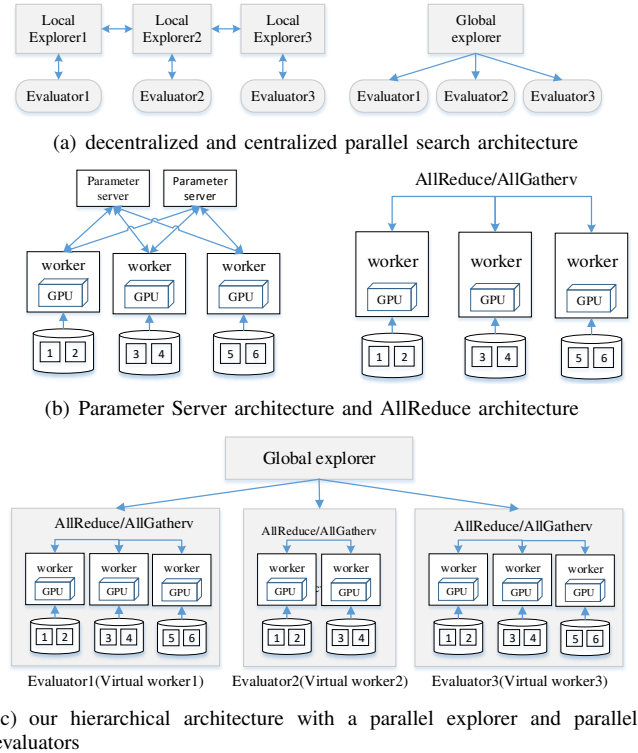 Local Explorer1
Local Explorer2
Local Explorer3
Global explorer
Evaluator1
Evaluator2
Evaluator3
Evaluator1
Evaluator2
Evaluator3
(a) decentralized and centralized parallel search architecture
Parameter server
Parameter server
AllReduce/AllGatherv
worker
worker
worker
worker
worker
worker
GPU
GPU
GPU
GPU
GPU
GPU
1 2
3 4
5 6
1 2
3 4
5 6
(b) Parameter Server architecture and AllReduce architecture
Global explorer
AllReduce/AllGatherv
AllReduce/AllGatherv
AllReduce/AllGatherv
worker
worker
worker
worker
worker
worker
worker
worker
GPU
GPU
GPU
GPU
GPU
GPU
GPU
GPU
1 2
3 4
5 6
1 2
3 4
1 2
3 4
5 6
Evaluator1(Virtual worker1)
Evaluator2(Virtual worker2)
Evaluator3(Virtual worker3)
c) our hierarchical architecture with a parallel explorer and parallel
evaluators